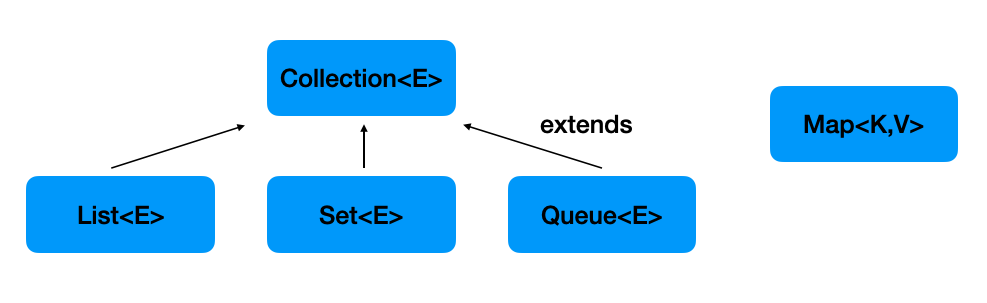 Collection<E>
extends
Map<K,V>
List<E>
Set<E>
Queue<E>